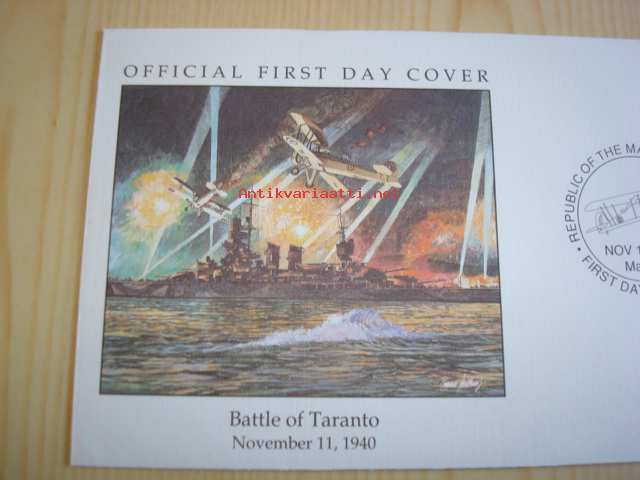 OFFICIAL FIRST DAY COVER
Antikvariaatti.net
REPUBLIC OF THE MA
NOV 1
Ma
FIRST DAY
Battle of Taranto
November 11, 1940